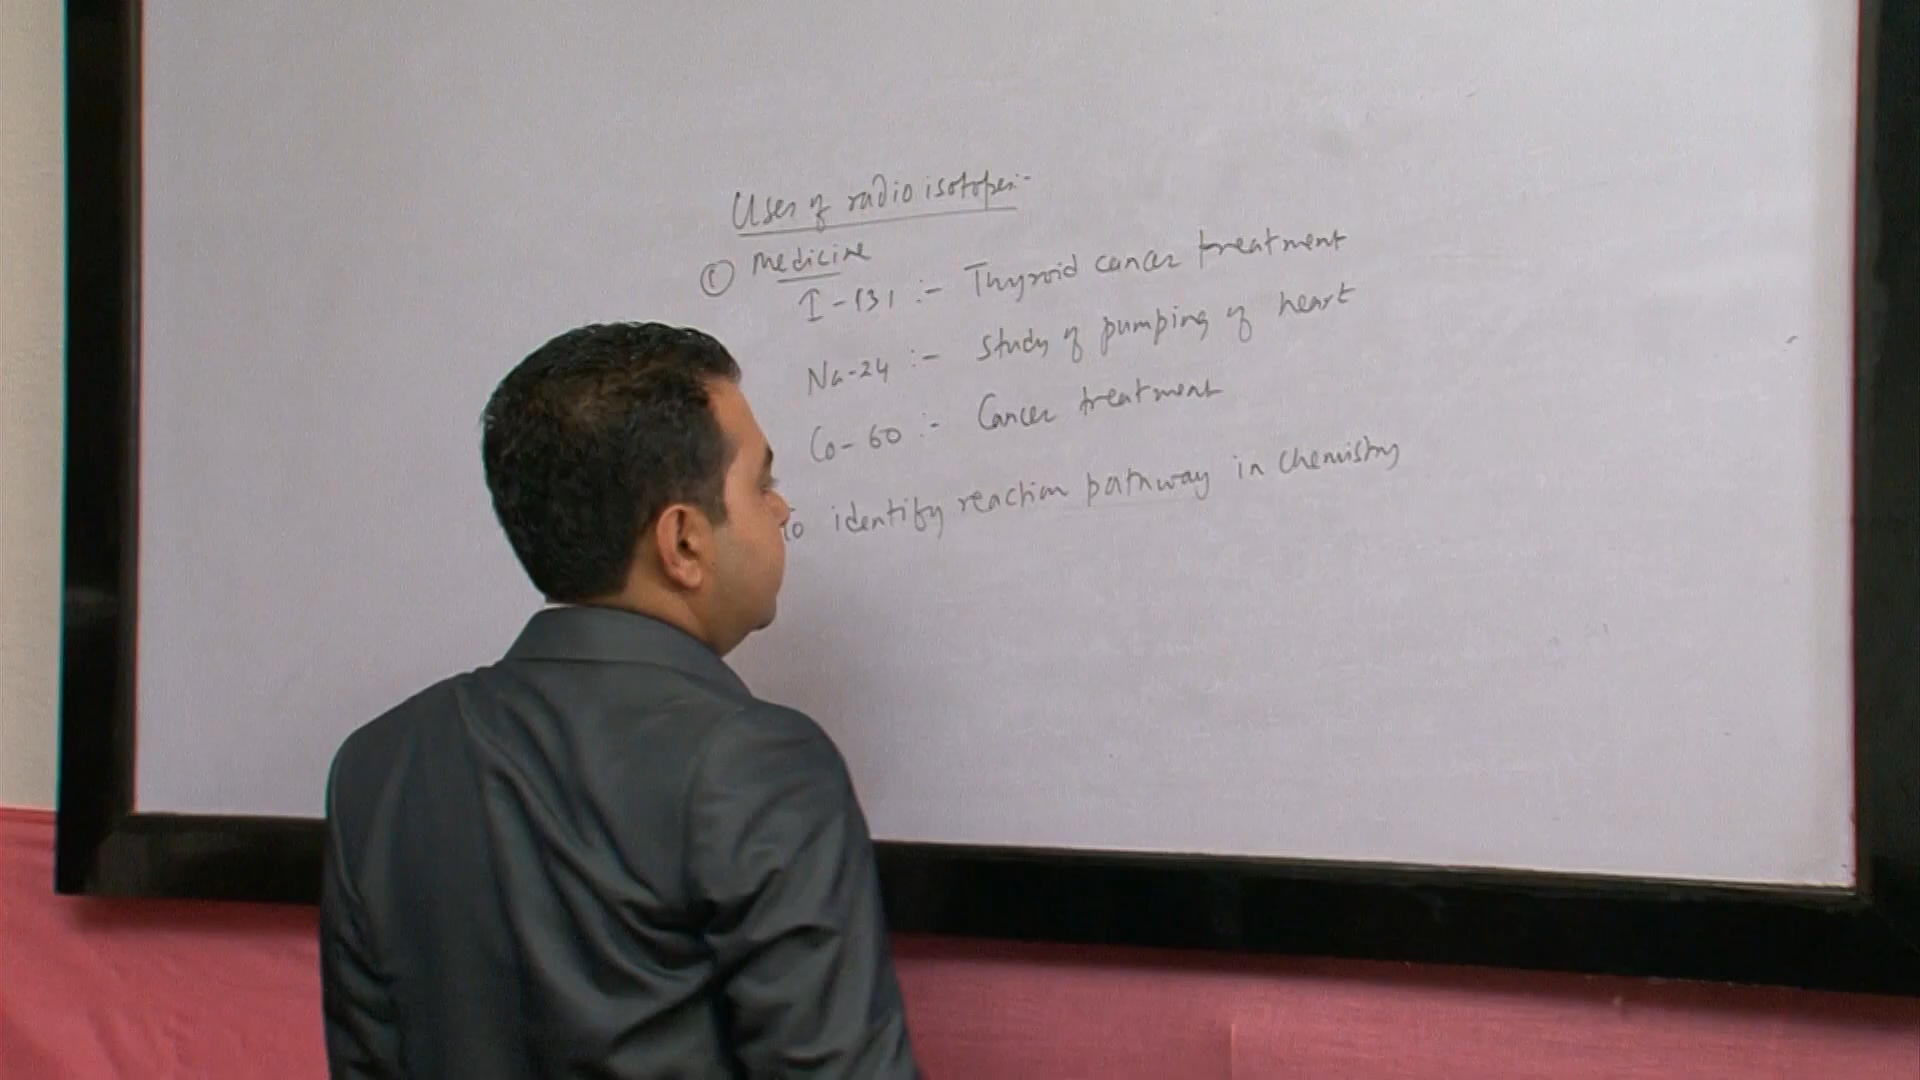 Uses of radio isotopes:-
① Medicine
I-131 :- Thyroid cancer treatment
Na-24 :- Study of pumping of heart
Co-60 :- Cancer treatment
To identify reaction pathway in chemistry